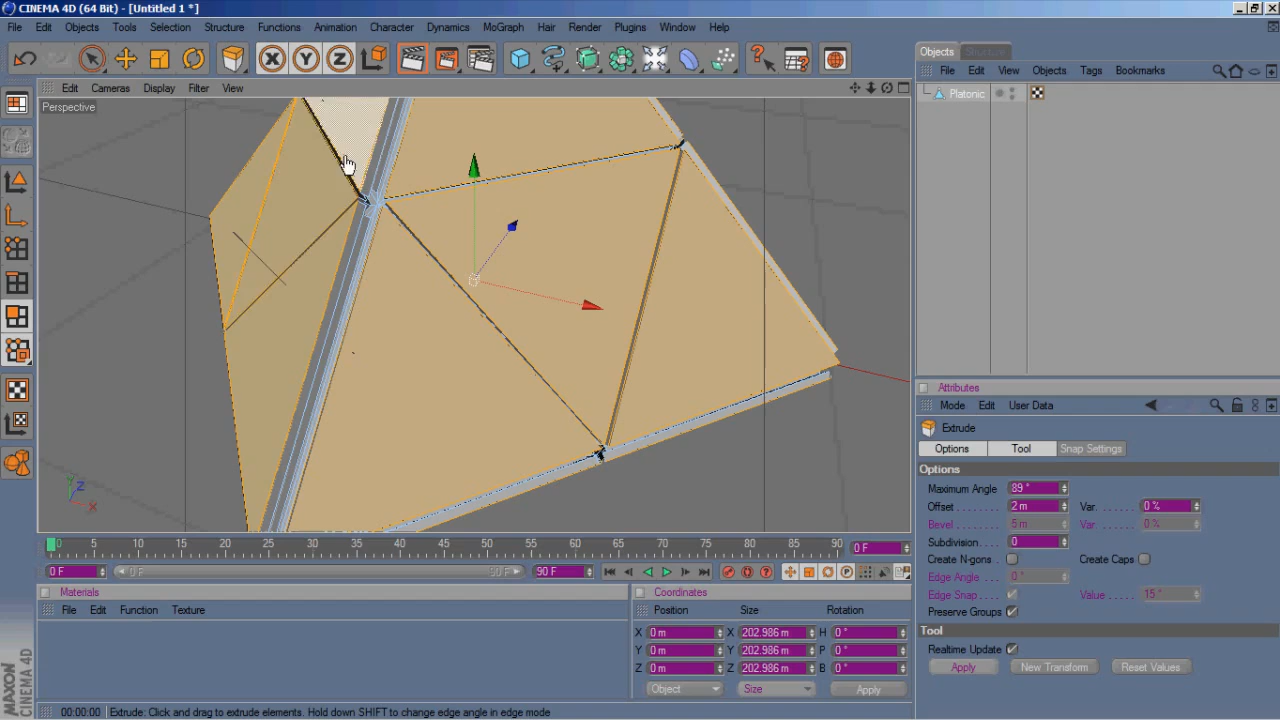 CINEMA 4D (64 Bit) - [Untitled 1 *]
File Edit Objects Tools Selection Structure Functions Animation Character Dynamics MoGraph Hair Render Plugins Window Help
Objects Structure
File Edit View Objects Tags Bookmarks
Edit Cameras Display Filter View
Perspective
Platonic
X Y Z
Y
X
Attributes
Mode Edit User Data
Extrude
Options Tool Snap Settings
Options
Maximum Angle 89 °
Offset 2 m Var. 0 %
Bevel 5 m Var 0 %
Subdivision 0
Create N-gons Create Caps
Edge Angle 0 °
Edge Snap Value 15 °
Preserve Groups
Tool
Realtime Update
Apply New Transform Reset Values
0 5 10 15 20 25 30 35 40 45 50 55 60 65 70 75 80 85 90 0 F
0 F 0 F 90 F 90 F
Materials
File Edit Function Texture
Coordinates
Position Size Rotation
X 0 m X 202.986 m H 0 °
Y 0 m Y 202.986 m P 0 °
Z 0 m Z 202.986 m B 0 °
Object Size Apply
MAXON
CINEMA 4D
00:00:00 Extrude: Click and drag to extrude elements. Hold down SHIFT to change edge angle in edge mode